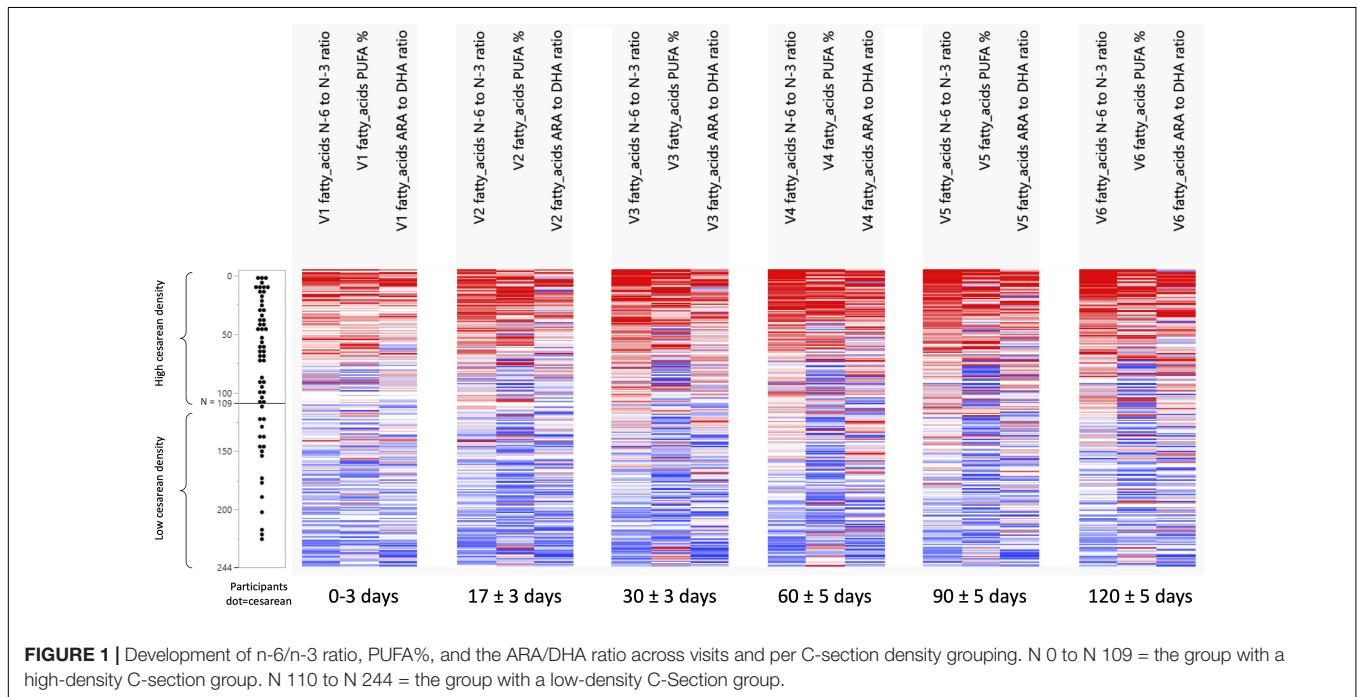 V1 fatty_acids N-6 to N-3 ratio
V1 fatty_acids PUFA %
V1 fatty_acids ARA to DHA ratio
V2 fatty_acids N-6 to N-3 ratio
V2 fatty_acids PUFA %
V2 fatty_acids ARA to DHA ratio
V3 fatty_acids N-6 to N-3 ratio
V3 fatty_acids PUFA %
V3 fatty_acids ARA to DHA ratio
V4 fatty_acids N-6 to N-3 ratio
V4 fatty_acids PUFA %
V4 fatty_acids ARA to DHA ratio
V5 fatty_acids N-6 to N-3 ratio
V5 fatty_acids PUFA %
V5 fatty_acids ARA to DHA ratio
V6 fatty_acids N-6 to N-3 ratio
V6 fatty_acids PUFA %
V6 fatty_acids ARA to DHA ratio
High cesarean density
Low cesarean density
0
50
100
N = 109
150
200
244
Participants
dot=cesarean
0-3 days
17 ± 3 days
30 ± 3 days
60 ± 5 days
90 ± 5 days
120 ± 5 days
FIGURE 1 | Development of n-6/n-3 ratio, PUFA%, and the ARA/DHA ratio across visits and per C-section density grouping. N 0 to N 109 = the group with a
high-density C-section group. N 110 to N 244 = the group with a low-density C-Section group.